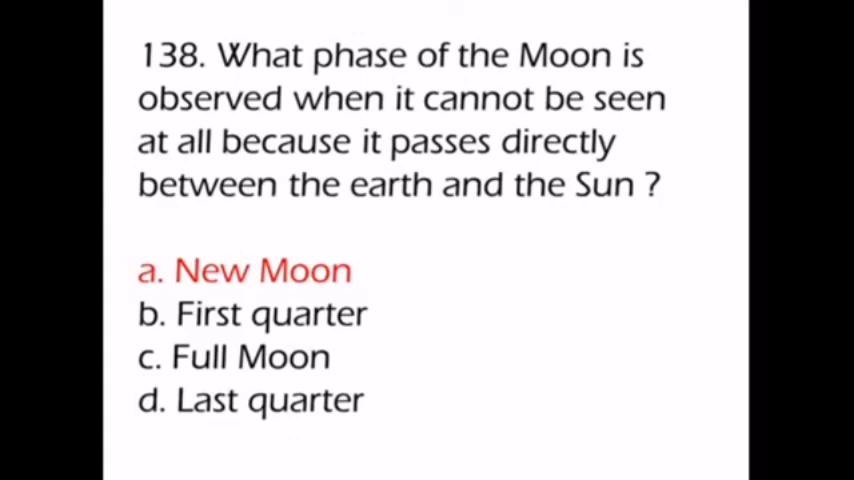 138. What phase of the Moon is
observed when it cannot be seen
at all because it passes directly
between the earth and the Sun ?
a. New Moon
b. First quarter
c. Full Moon
d. Last quarter